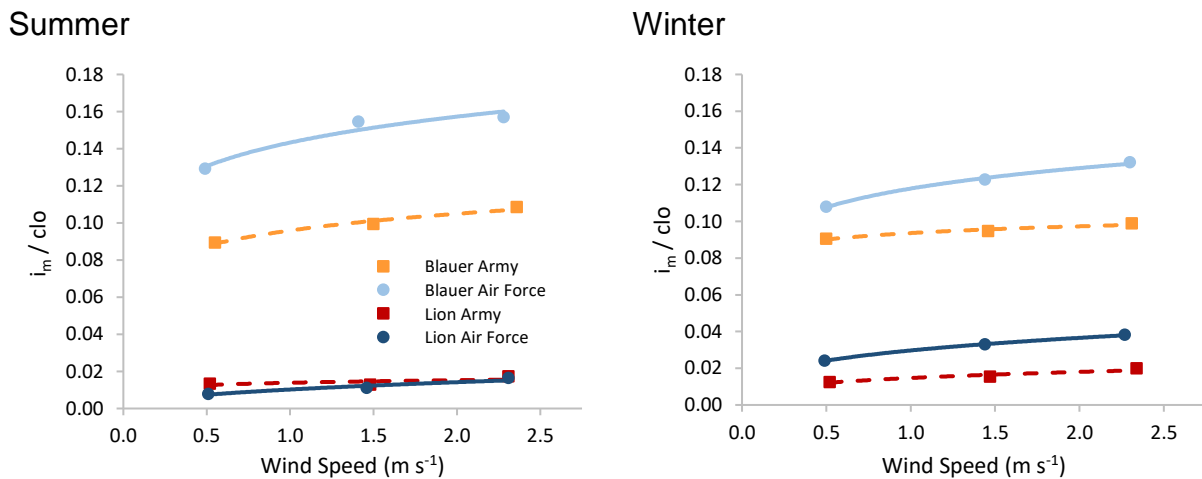 Summer
0.18
0.16
0.14
0.12
0.10
0.08
0.06
0.04
0.02
0.00
i_m / clo
Blauer Army
Blauer Air Force
Lion Army
Lion Air Force
0.0 0.5 1.0 1.5 2.0 2.5
Wind Speed (m s⁻¹)
Winter
0.18
0.16
0.14
0.12
0.10
0.08
0.06
0.04
0.02
0.00
i_m / clo
0.0 0.5 1.0 1.5 2.0 2.5
Wind Speed (m s⁻¹)